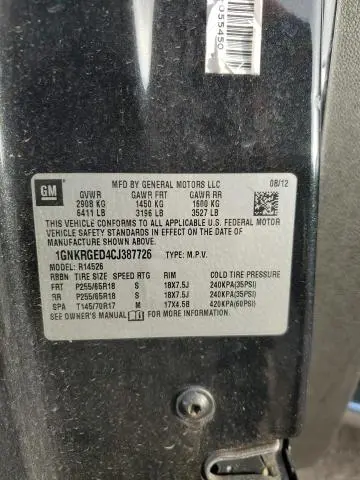 055450
GM
MFD BY GENERAL MOTORS LLC 08/12
GVWR GAWR FRT GAWR RR
2908 KG 1450 KG 1600 KG
6411 LB 3196 LB 3527 LB
THIS VEHICLE CONFORMS TO ALL APPLICABLE U.S. FEDERAL MOTOR
VEHICLE SAFETY STANDARDS IN EFFECT ON THE DATE OF
MANUFACTURE SHOWN ABOVE.
1GNKRGED4CJ387726 TYPE: M.P.V.
MODEL: R14526
RBBN TIRE SIZE SPEED RTG RIM COLD TIRE PRESSURE
FRT P255/65R18 S 18X7.5J 240KPA(35PSI)
RR P255/65R18 S 18X7.5J 240KPA(35PSI)
SPA T145/70R17 M 17X4.5B 420KPA(60PSI)
SEE OWNER'S MANUAL FOR MORE INFORMATION.